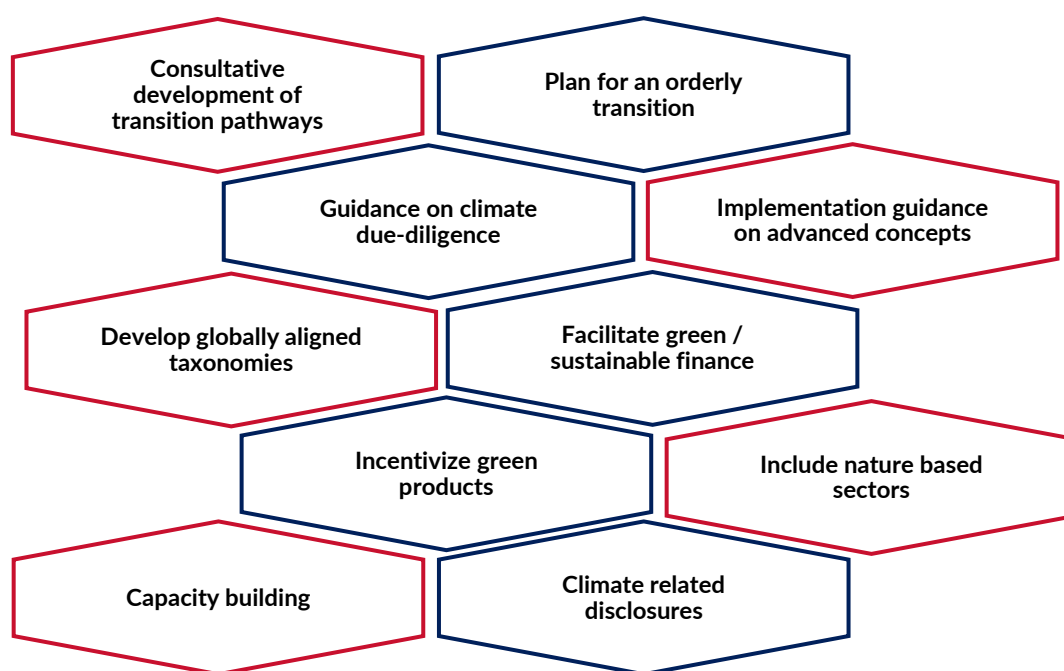 Consultative
development of
transition pathways
Plan for an orderly
transition
Guidance on climate
due-diligence
Implementation guidance
on advanced concepts
Develop globally aligned
taxonomies
Facilitate green /
sustainable finance
Incentivize green
products
Include nature based
sectors
Capacity building
Climate related
disclosures